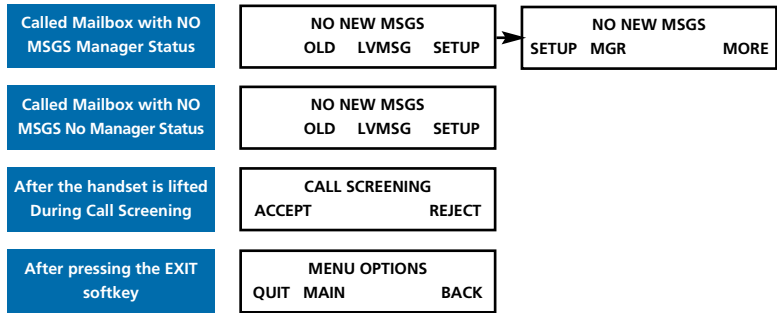 Called Mailbox with NO
MSGS Manager Status
NO NEW MSGS
OLD LVMSG SETUP
NO NEW MSGS
SETUP MGR MORE
Called Mailbox with NO
MSGS No Manager Status
NO NEW MSGS
OLD LVMSG SETUP
After the handset is lifted
During Call Screening
CALL SCREENING
ACCEPT REJECT
After pressing the EXIT
softkey
MENU OPTIONS
QUIT MAIN BACK